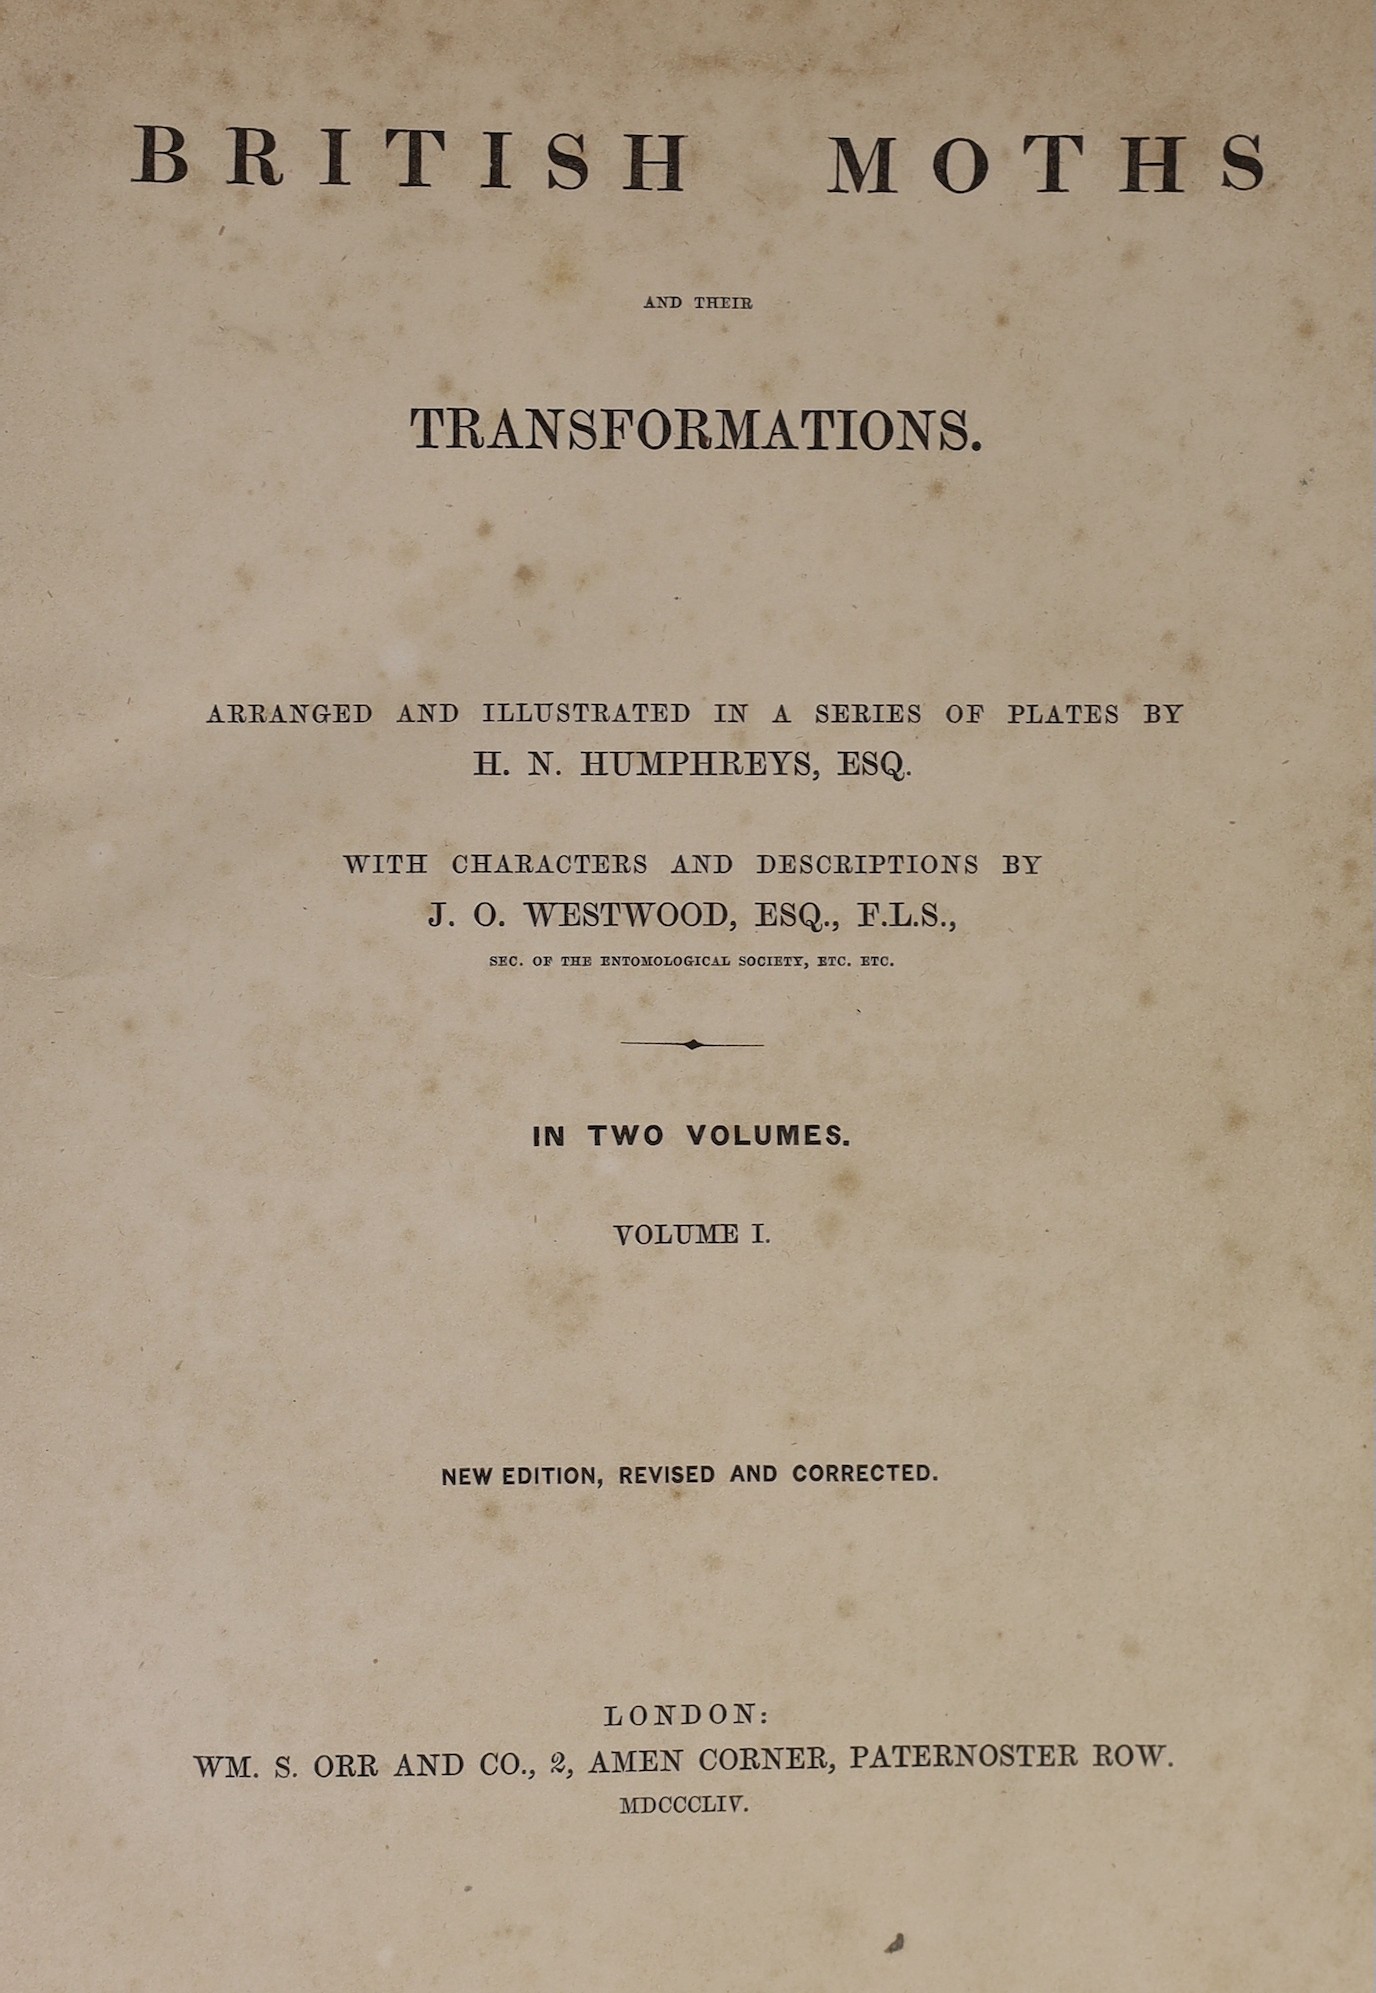 BRITISH MOTHS
AND THEIR
TRANSFORMATIONS.
ARRANGED AND ILLUSTRATED IN A SERIES OF PLATES BY
H. N. HUMPHREYS, ESQ.
WITH CHARACTERS AND DESCRIPTIONS BY
J. O. WESTWOOD, ESQ., F.L.S.,
SEC. OF THE ENTOMOLOGICAL SOCIETY, ETC. ETC.
IN TWO VOLUMES.
VOLUME I.
NEW EDITION, REVISED AND CORRECTED.
LONDON:
WM. S. ORR AND CO., 2, AMEN CORNER, PATERNOSTER ROW.
MDCCCLIV.